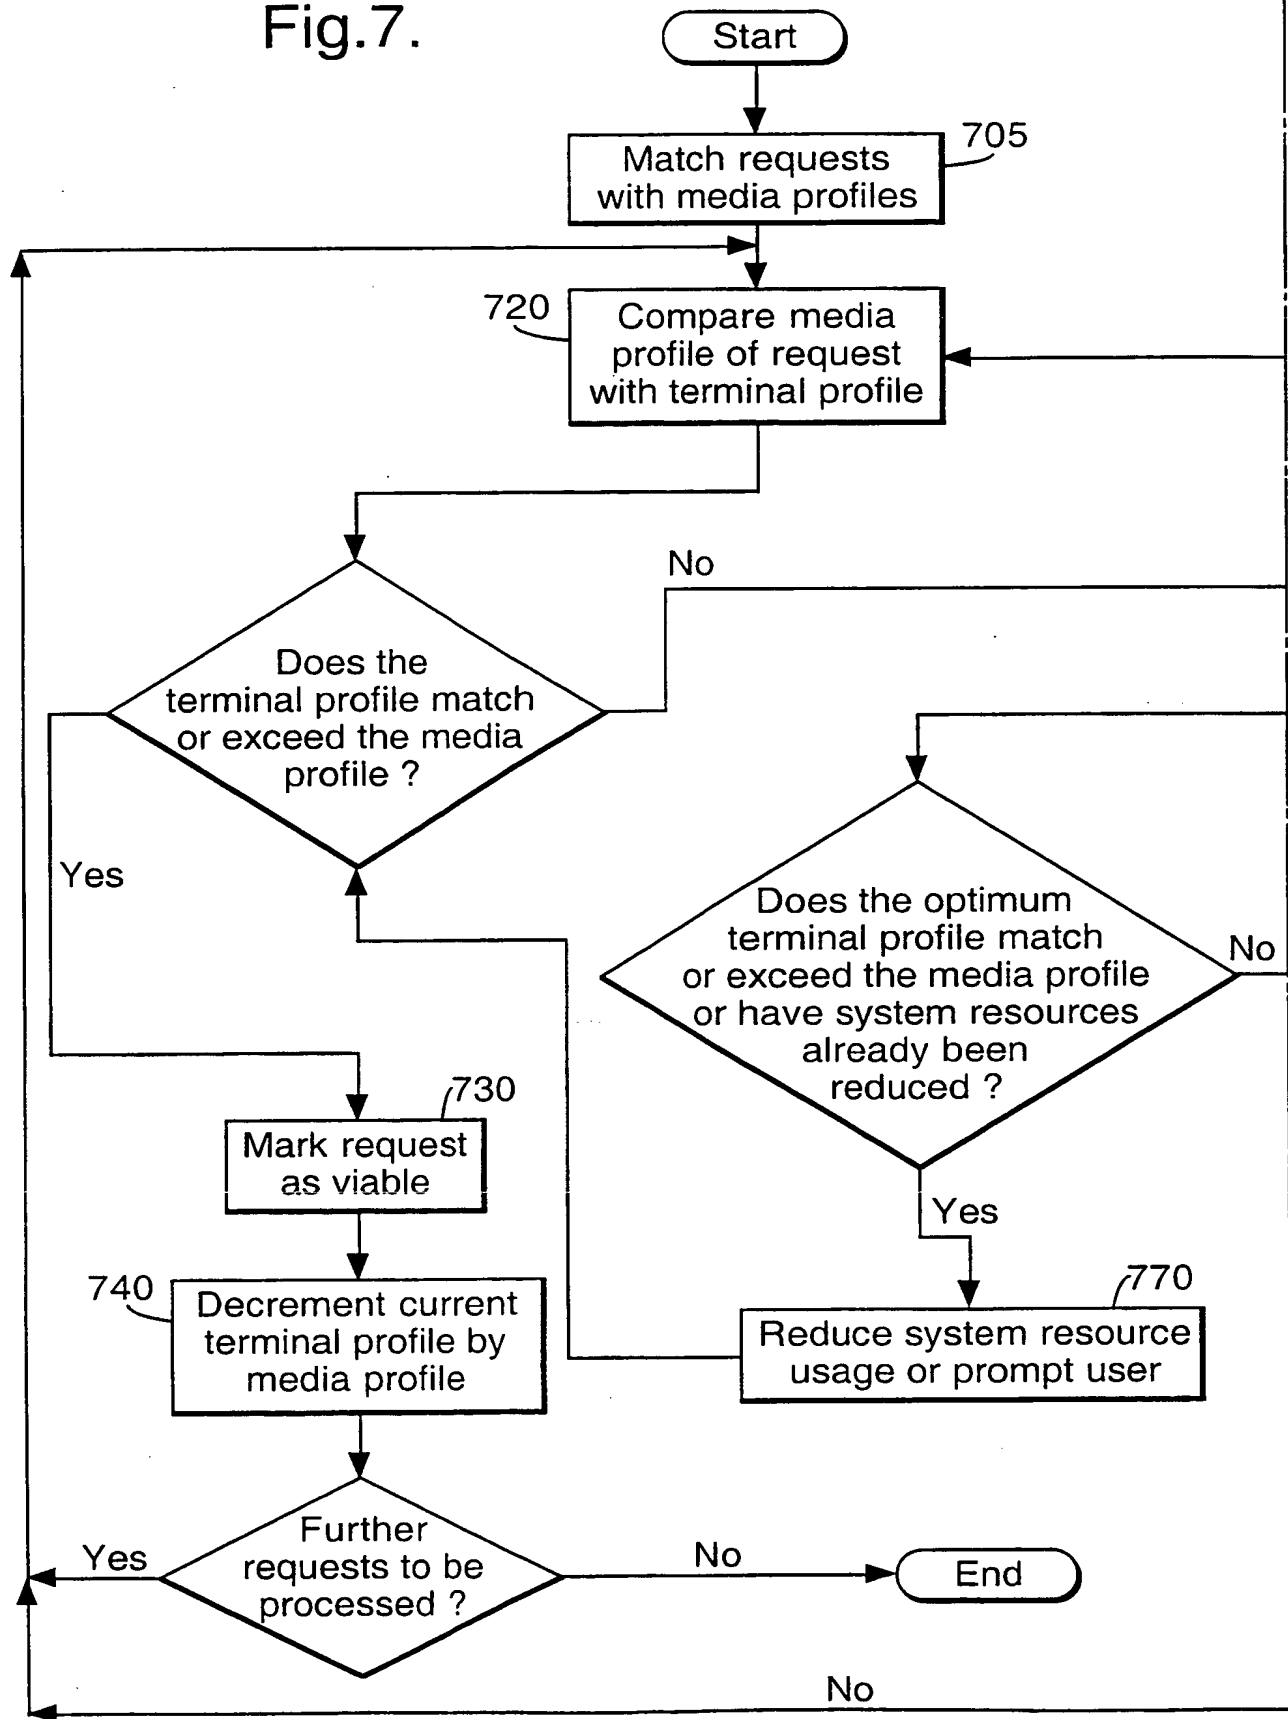 Fig.7.
Start
705
Match requests
with media profiles
720
Compare media
profile of request
with terminal profile
No
Does the
terminal profile match
or exceed the media
profile ?
Yes
Does the optimum
terminal profile match
or exceed the media profile
or have system resources
already been
reduced ?
No
730
Mark request
as viable
Yes
740
Decrement current
terminal profile by
media profile
770
Reduce system resource
usage or prompt user
Further
requests to be
processed ?
Yes
No
End
No